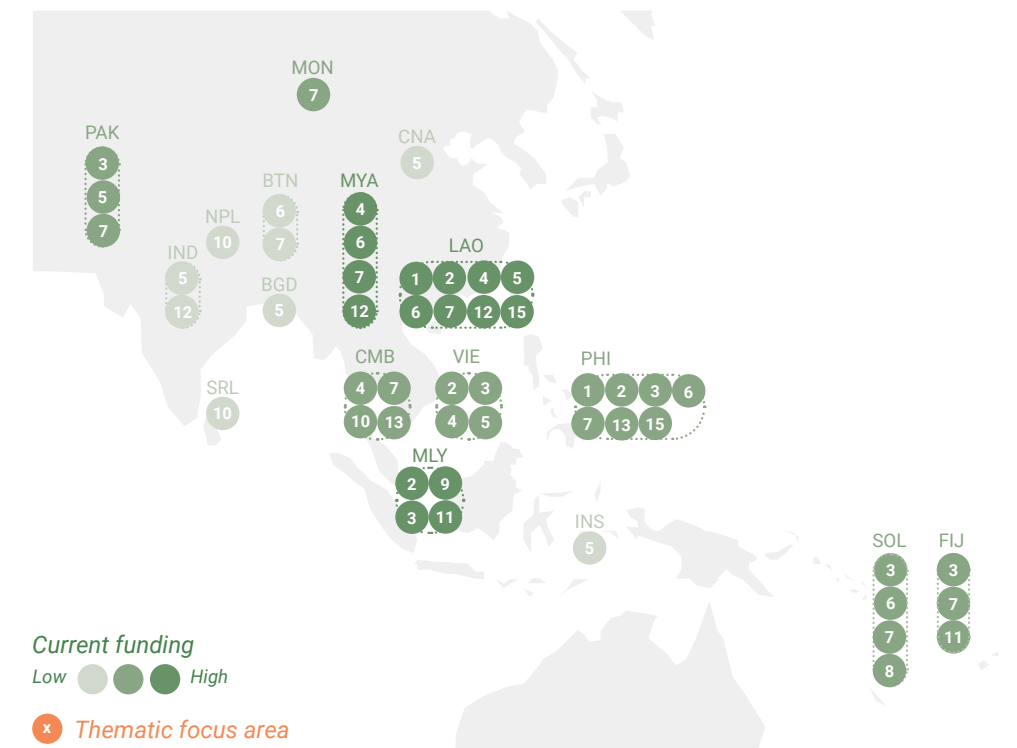 MON
7
PAK
3
5
7
CNA
5
BTN
6
7
MYA
4
6
7
12
NPL
10
IND
5
12
BGD
5
LAO
1 2 4 5
6 7 12 15
SRL
10
CMB
4 7
10 13
VIE
2 3
4 5
PHI
1 2 3 6
7 13 15
MLY
2 9
3 11
INS
5
SOL
3
6
7
8
FIJ
3
7
11
Current funding
Low High
x Thematic focus area